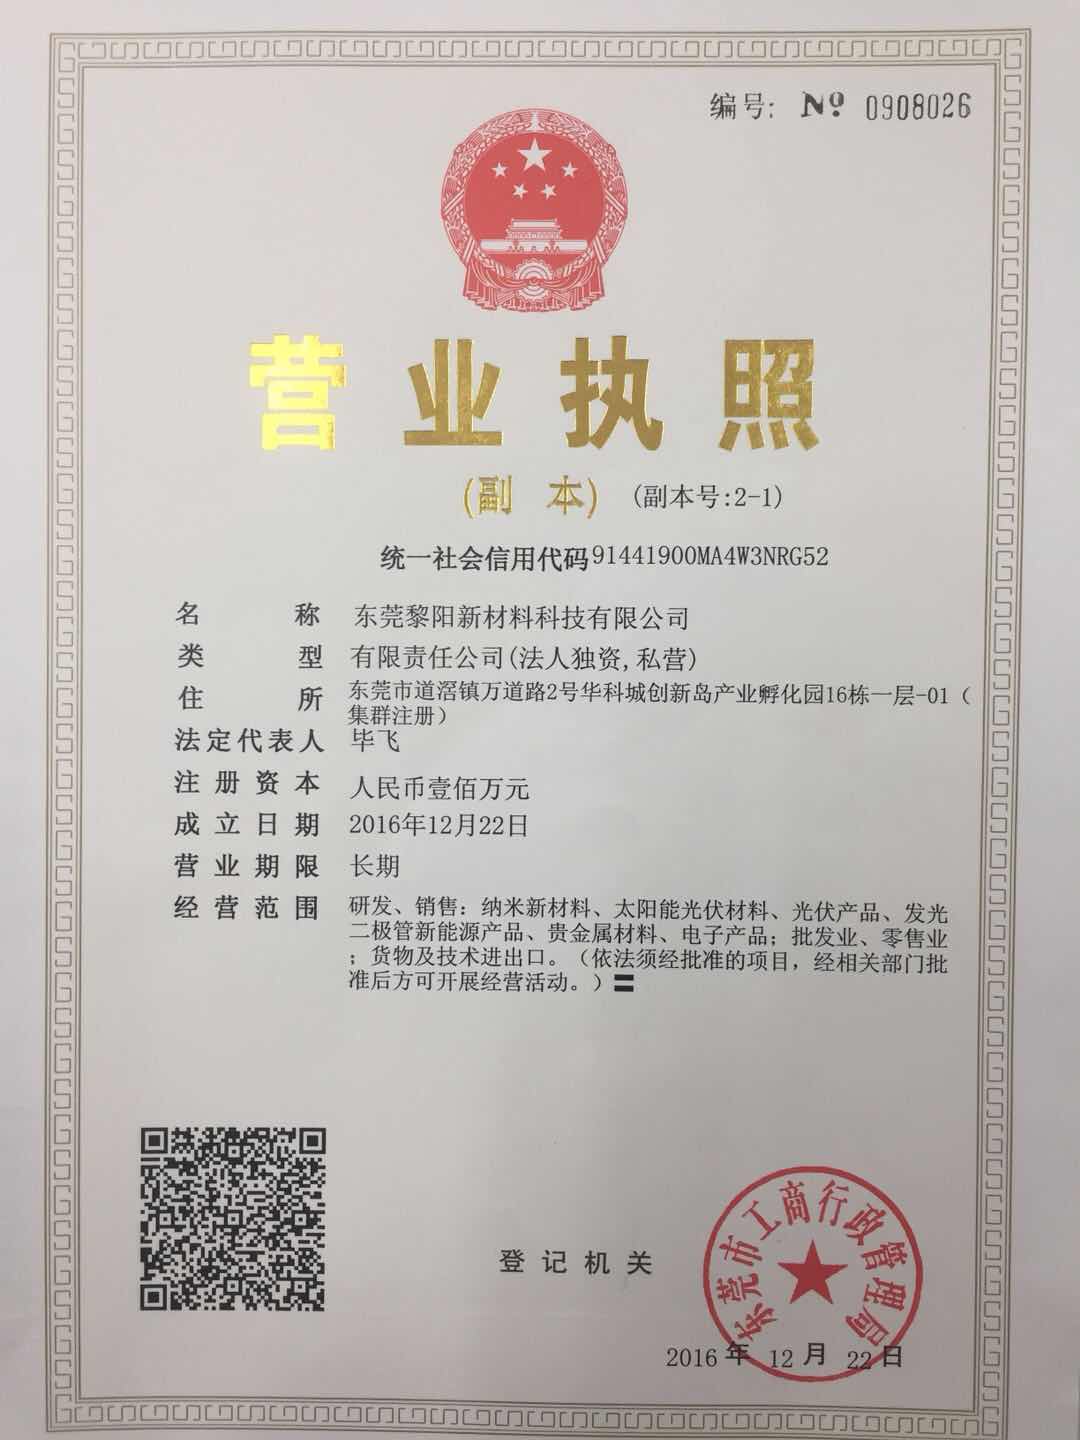 编号: Nº 0908026
营业执照
(副 本) (副本号:2-1)
统一社会信用代码91441900MA4W3NRG52
名 称 东莞黎阳新材料科技有限公司
类 型 有限责任公司(法人独资,私营)
住 所 东莞市道滘镇万道路2号华科城创新岛产业孵化园16栋一层-01（
集群注册）
法定代表人 毕飞
注册资本 人民币壹佰万元
成立日期 2016年12月22日
营业期限 长期
经营范围 研发、销售：纳米新材料、太阳能光伏材料、光伏产品、发光
二极管新能源产品、贵金属材料、电子产品；批发业、零售业
；货物及技术进出口。（依法须经批准的项目，经相关部门批
准后方可开展经营活动。）〓
东莞市工商行政管理局
登记机关
2016 年 12 月 22 日